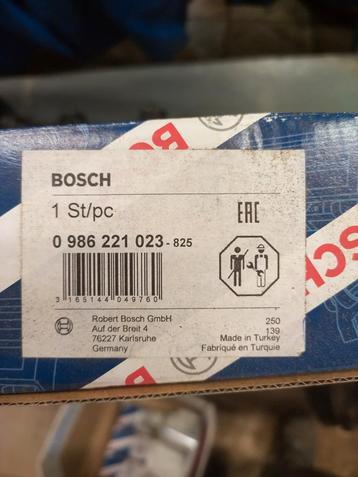 BOSCH
1 St/pc
EAC
0 986 221 023 - 825
3 165144 049760
Robert Bosch GmbH
Auf der Breit 4
76227 Karlsruhe
Germany
250
139
Made in Turkey
Fabriqué en Turquie
BOSCH